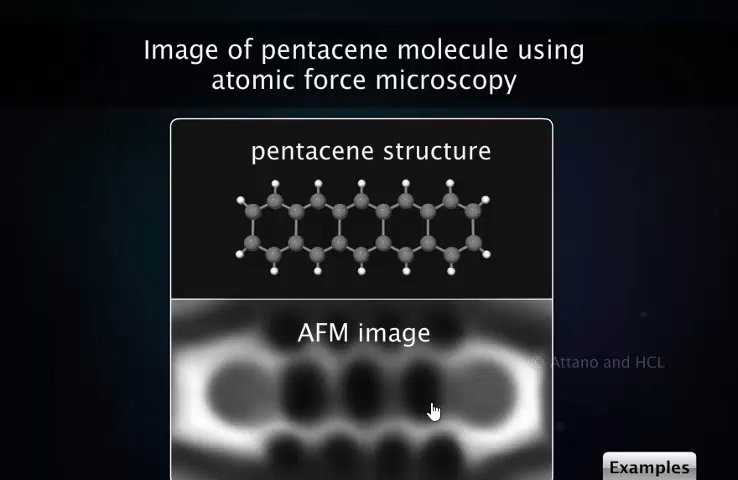 Image of pentacene molecule using
atomic force microscopy
pentacene structure
AFM image
© Attano and HCL
Examples